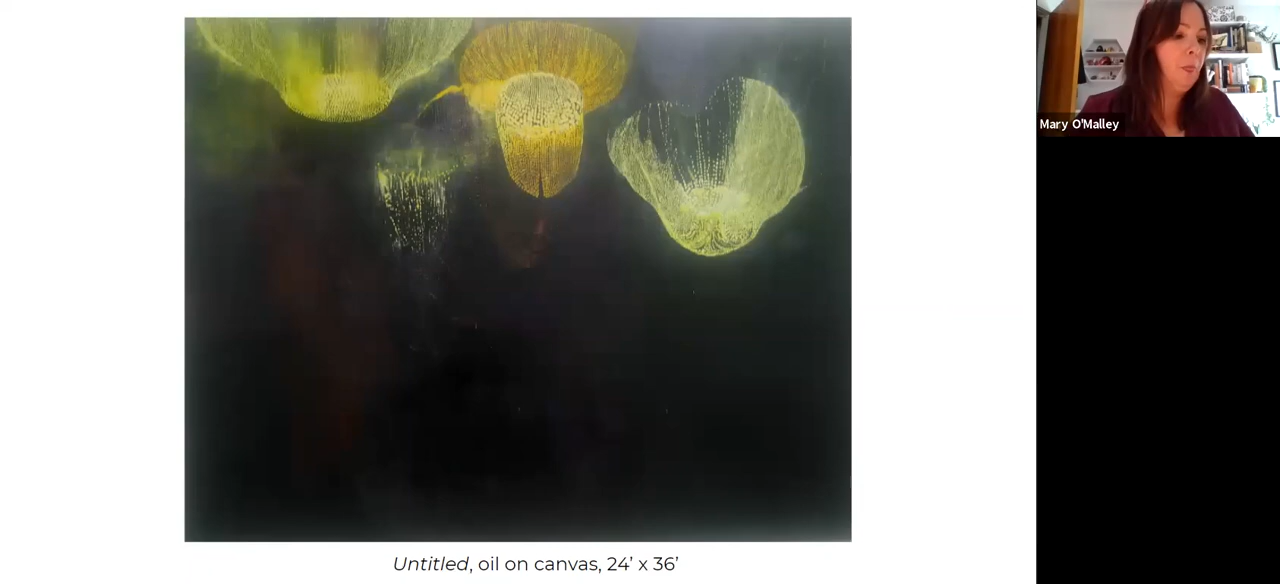 Mary O'Malley
Untitled, oil on canvas, 24’ x 36’